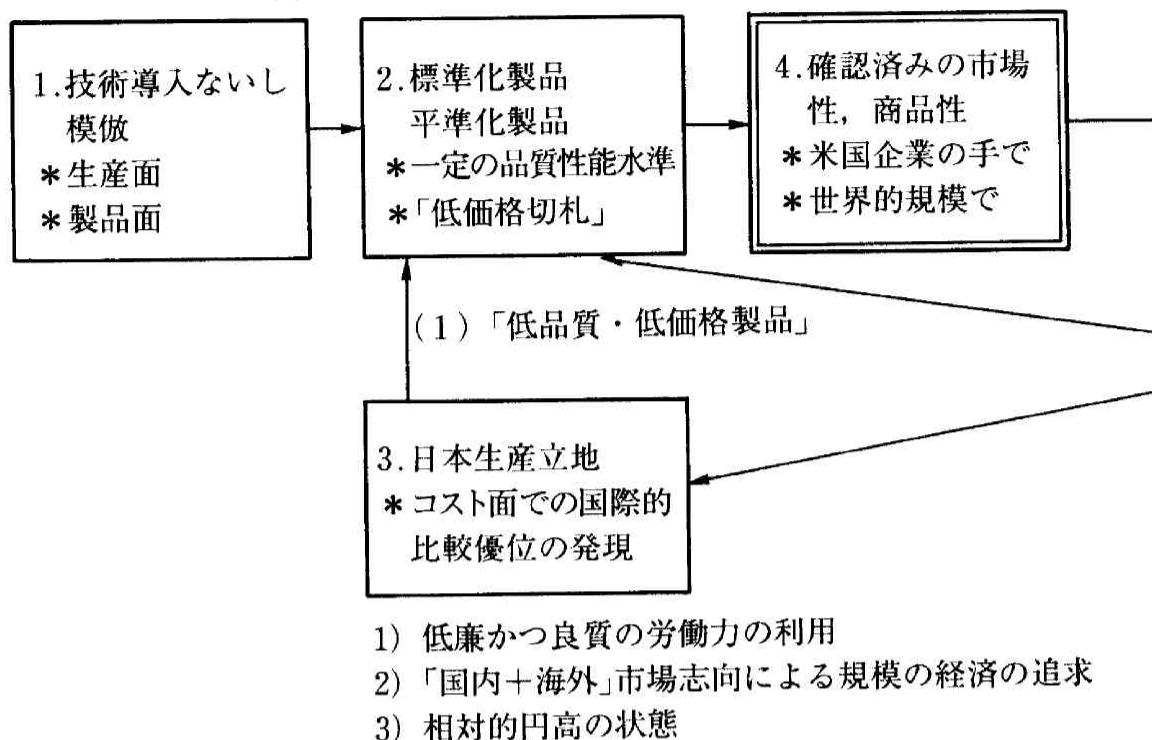 1.技術導入ないし
模倣
＊生産面
＊製品面
2.標準化製品
平準化製品
＊一定の品質性能水準
＊「低価格切札」
4.確認済みの市場
性，商品性
＊米国企業の手で
＊世界的規模で
(1)「低品質・低価格製品」
3.日本生産立地
＊コスト面での国際的
比較優位の発現
1) 低廉かつ良質の労働力の利用
2)「国内＋海外」市場志向による規模の経済の追求
3) 相対的円高の状態